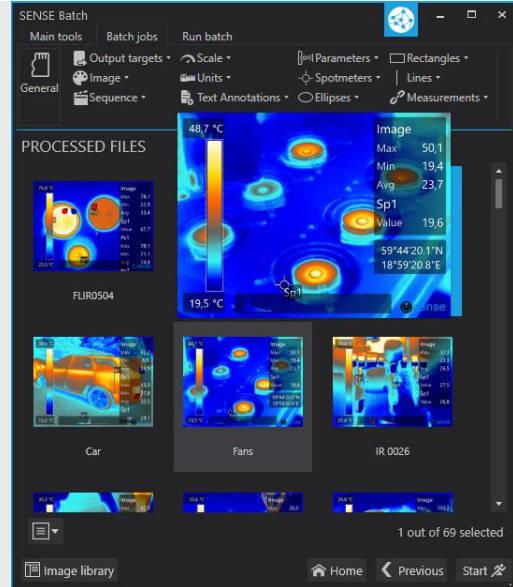 SENSE Batch
Main tools Batch jobs Run batch
General
Output targets Scale Parameters Rectangles
Image Units Spotmeters Lines
Sequence Text Annotations Ellipses Measurements
PROCESSED FILES
48,7 °C
Image
Max 50,1
Min 19,4
Avg 23,7
Sp1
Value 19,6
59°44'20.1"N
18°59'20.8"E
Sp1
19,5 °C
sense
FLIR0504
Car Fans IR 0026
1 out of 69 selected
Image library Home Previous Start